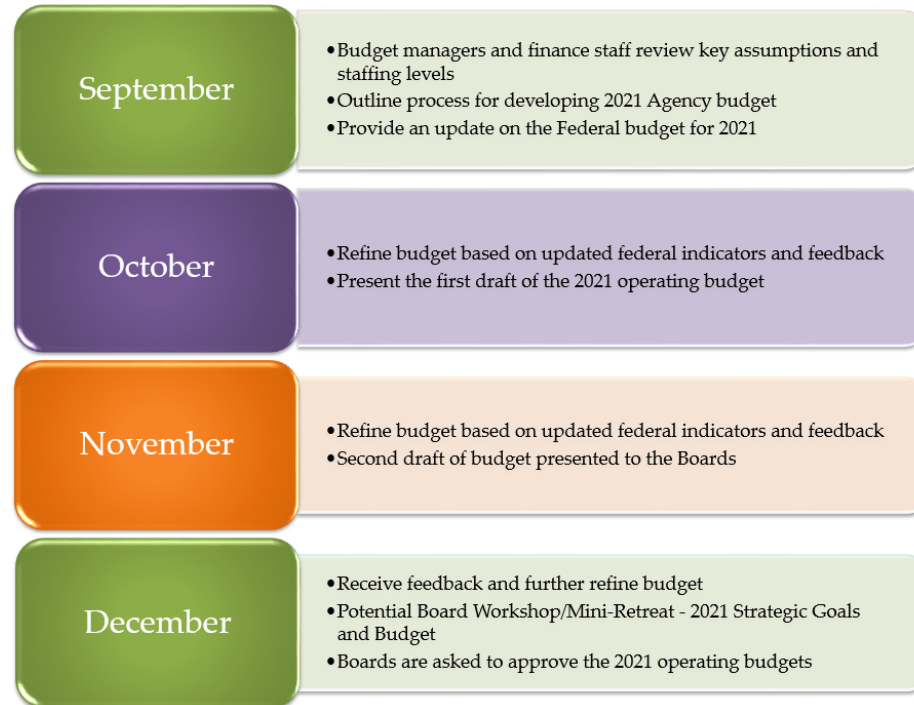 September
•Budget managers and finance staff review key assumptions and
staffing levels
•Outline process for developing 2021 Agency budget
•Provide an update on the Federal budget for 2021
October
•Refine budget based on updated federal indicators and feedback
•Present the first draft of the 2021 operating budget
November
•Refine budget based on updated federal indicators and feedback
•Second draft of budget presented to the Boards
December
•Receive feedback and further refine budget
•Potential Board Workshop/Mini-Retreat - 2021 Strategic Goals
and Budget
•Boards are asked to approve the 2021 operating budgets